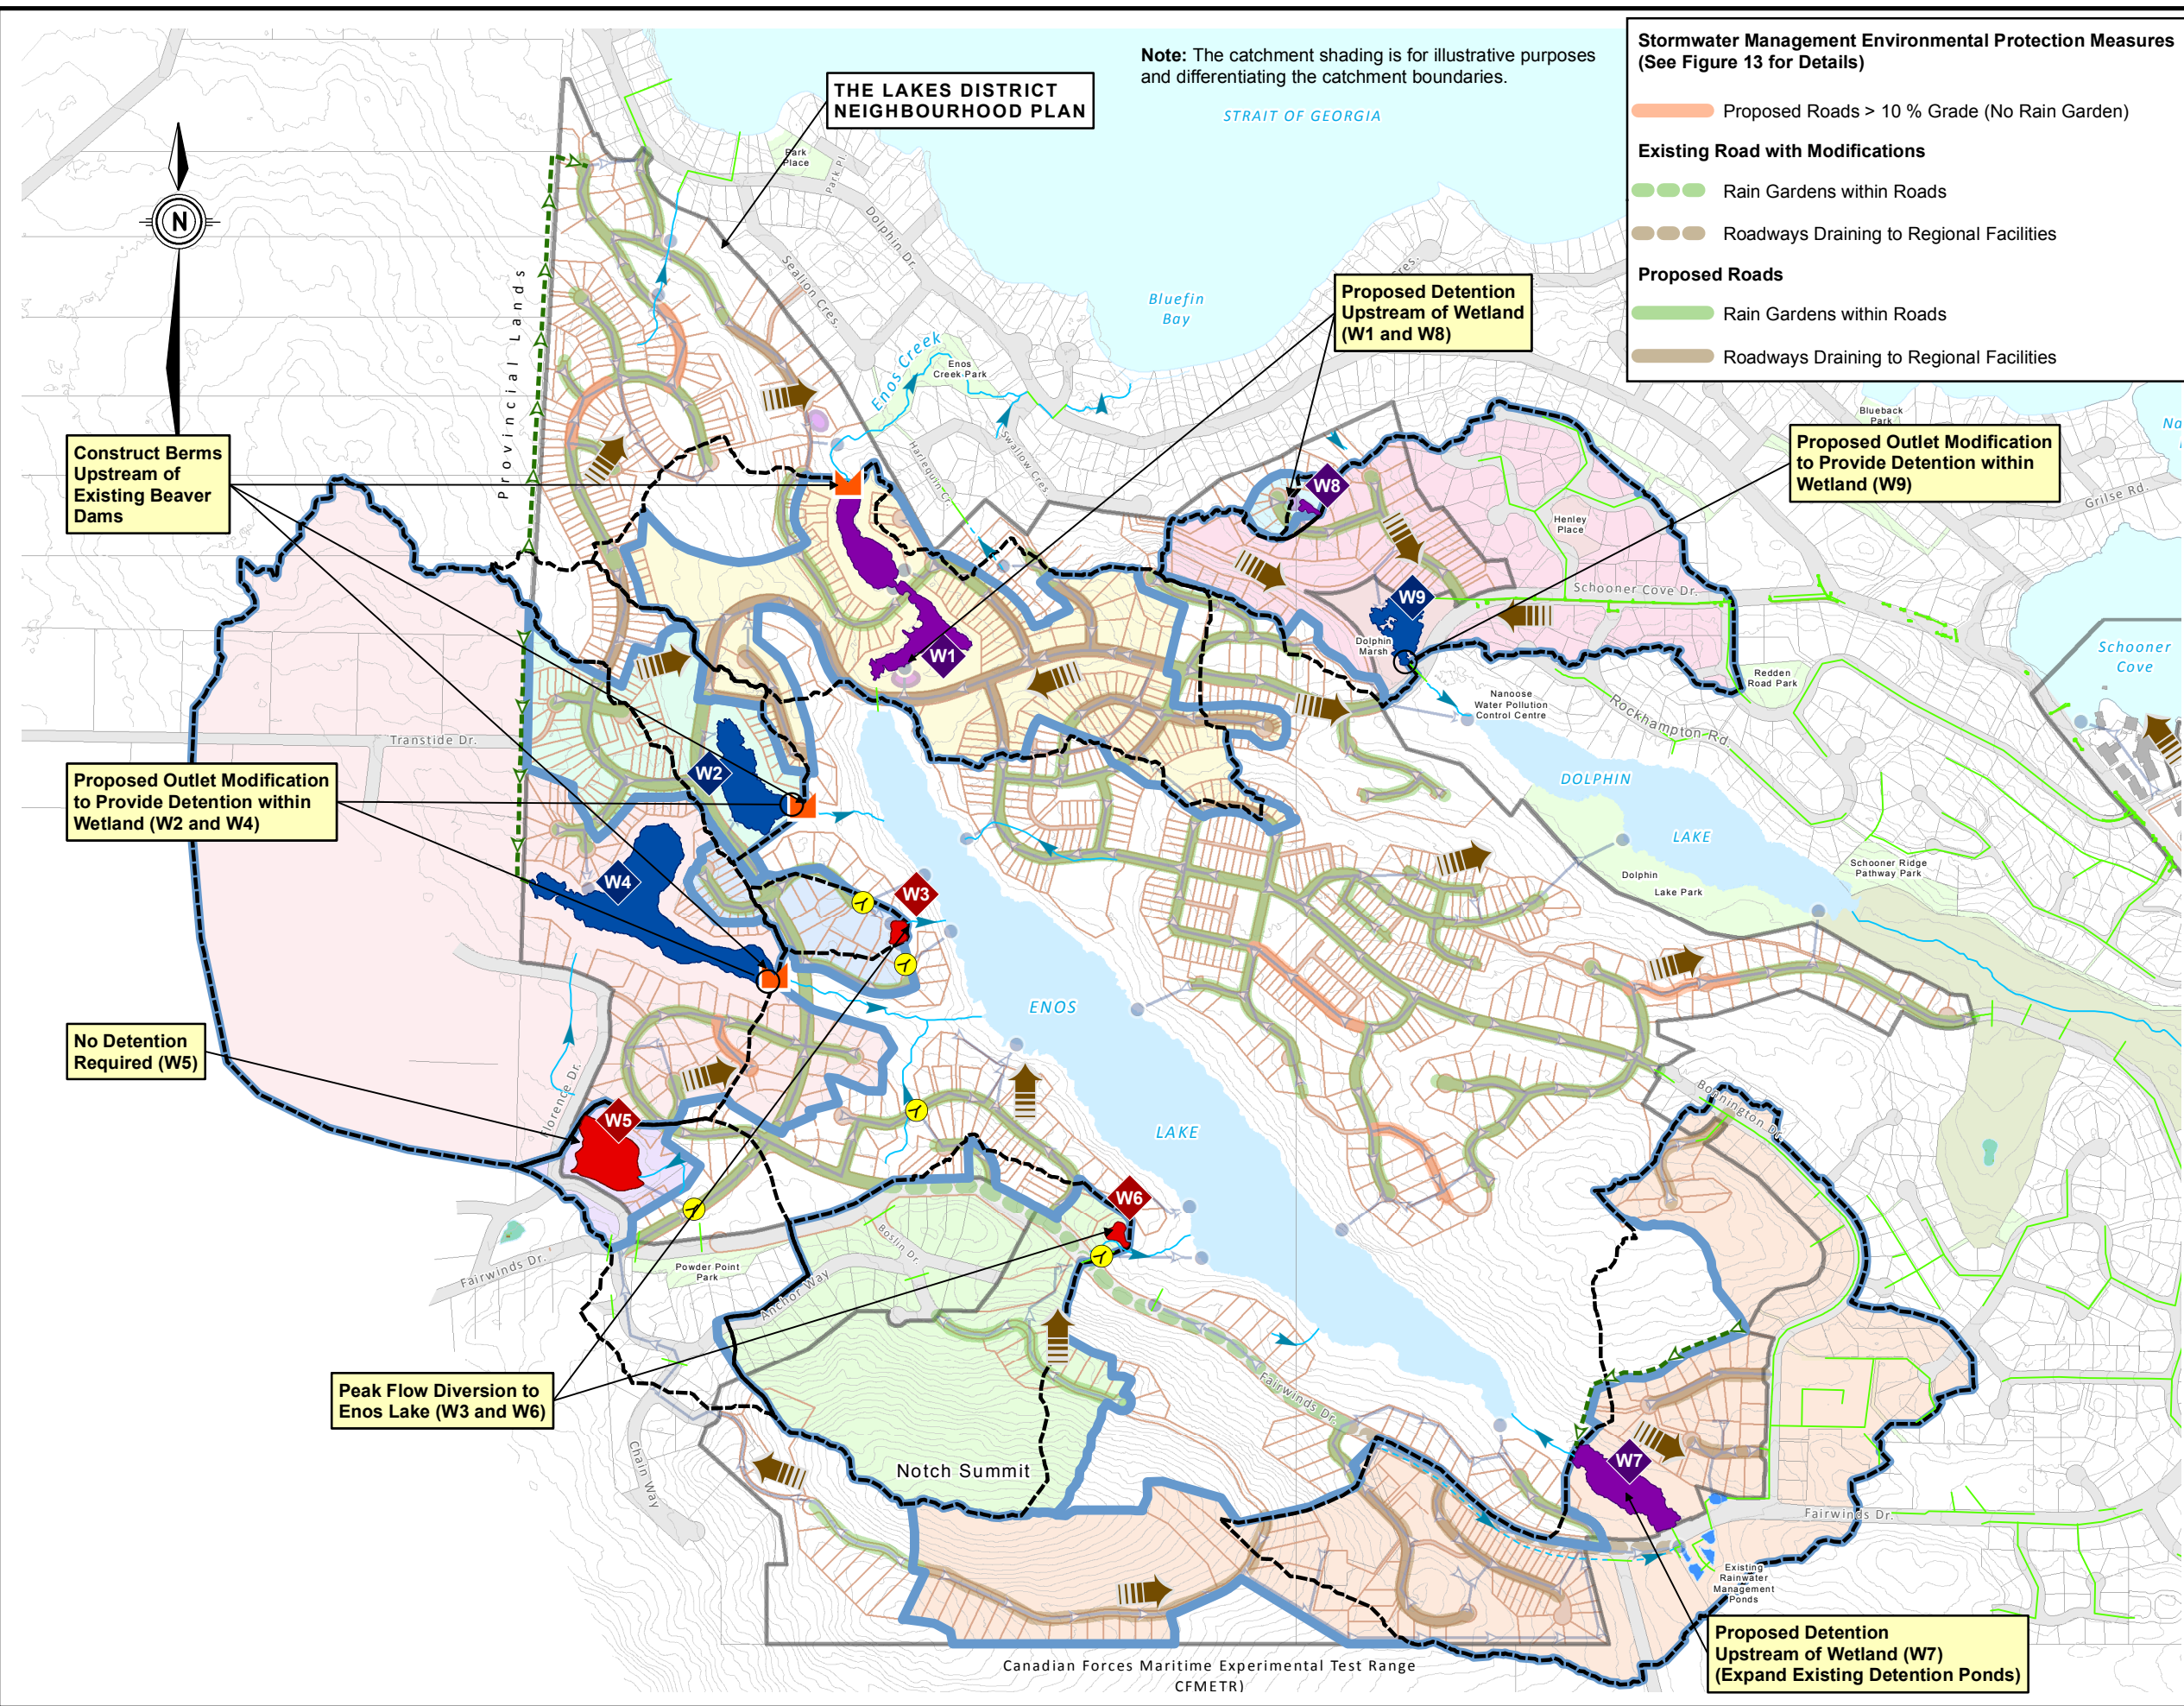 Note: The catchment shading is for illustrative purposes
and differentiating the catchment boundaries.
Stormwater Management Environmental Protection Measures
(See Figure 13 for Details)
Proposed Roads > 10 % Grade (No Rain Garden)
Existing Road with Modifications
Rain Gardens within Roads
Roadways Draining to Regional Facilities
Proposed Roads
Rain Gardens within Roads
Roadways Draining to Regional Facilities
THE LAKES DISTRICT
NEIGHBOURHOOD PLAN
STRAIT OF GEORGIA
Park
Place
Park Pl.
Dolphin Dr.
N
Sealion Cres.
Provincial Lands
Bluefin
Bay
Cres.
Proposed Detention
Upstream of Wetland
(W1 and W8)
Enos Creek
Enos
Creek Park
Harlequin Cr.
Swallow Cres.
Blueback
Park
Na
Construct Berms
Upstream of
Existing Beaver
Dams
Proposed Outlet Modification
to Provide Detention within
Wetland (W9)
Grilse Rd.
W8
Henley
Place
Schooner Cove Dr.
W9
Dolphin
Marsh
W1
Schooner
Cove
Redden
Road Park
Nanoose
Water Pollution
Control Centre
Rockhampton Rd.
Transtide Dr.
Proposed Outlet Modification
to Provide Detention within
Wetland (W2 and W4)
W2
DOLPHIN
LAKE
Schooner Ridge
Pathway Park
Dolphin
Lake Park
W4
W3
ENOS
LAKE
No Detention
Required (W5)
Florence Dr.
W5
Bonnington Dr.
W6
Boslin Dr.
Powder Point
Park
Fairwinds Dr.
Anchor Way
Peak Flow Diversion to
Enos Lake (W3 and W6)
Fairwinds Dr.
Chain Way
Notch Summit
W7
Fairwinds Dr.
Existing
Rainwater
Management
Ponds
Proposed Detention
Upstream of Wetland (W7)
(Expand Existing Detention Ponds)
Canadian Forces Maritime Experimental Test Range
CFMETR)